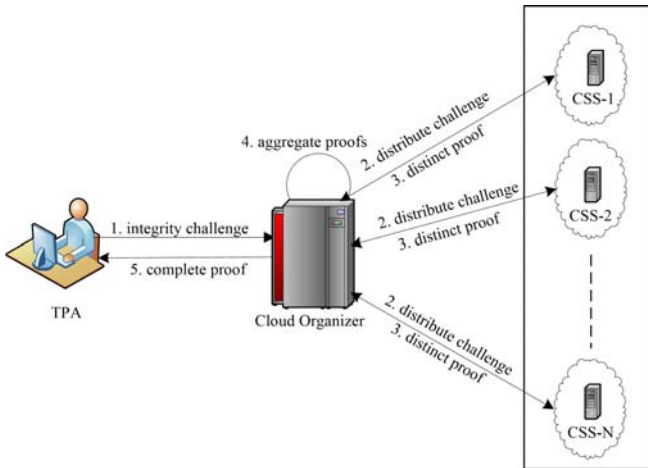 CSS-1
2. distribute challenge
3. distinct proof
4. aggregate proofs
CSS-2
2. distribute challenge
3. distinct proof
1. integrity challenge
5. complete proof
TPA
Cloud Organizer
2. distribute challenge
3. distinct proof
CSS-N